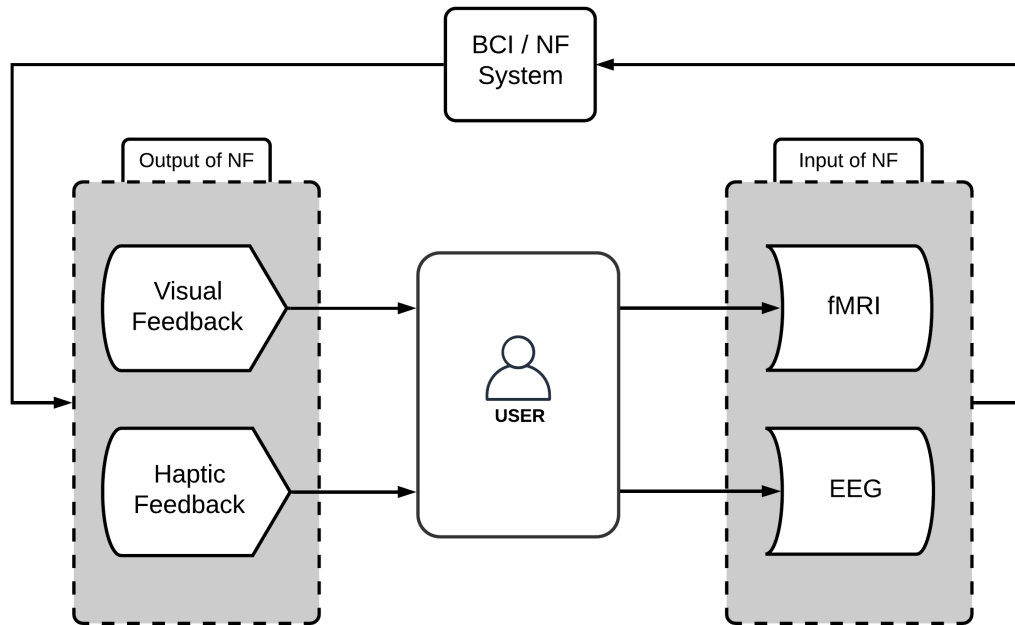 BCI / NF
System
Output of NF
Input of NF
Visual
Feedback
fMRI
USER
Haptic
Feedback
EEG